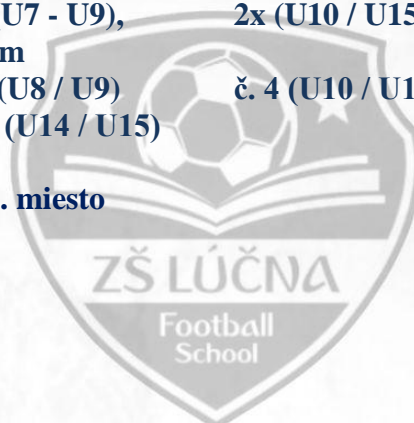 (U7 - U9), 2x (U10 / U15
m
(U8 / U9) č. 4 (U10 / U1
(U14 / U15)
. miesto
ZŠ LÚČNA
Football
School